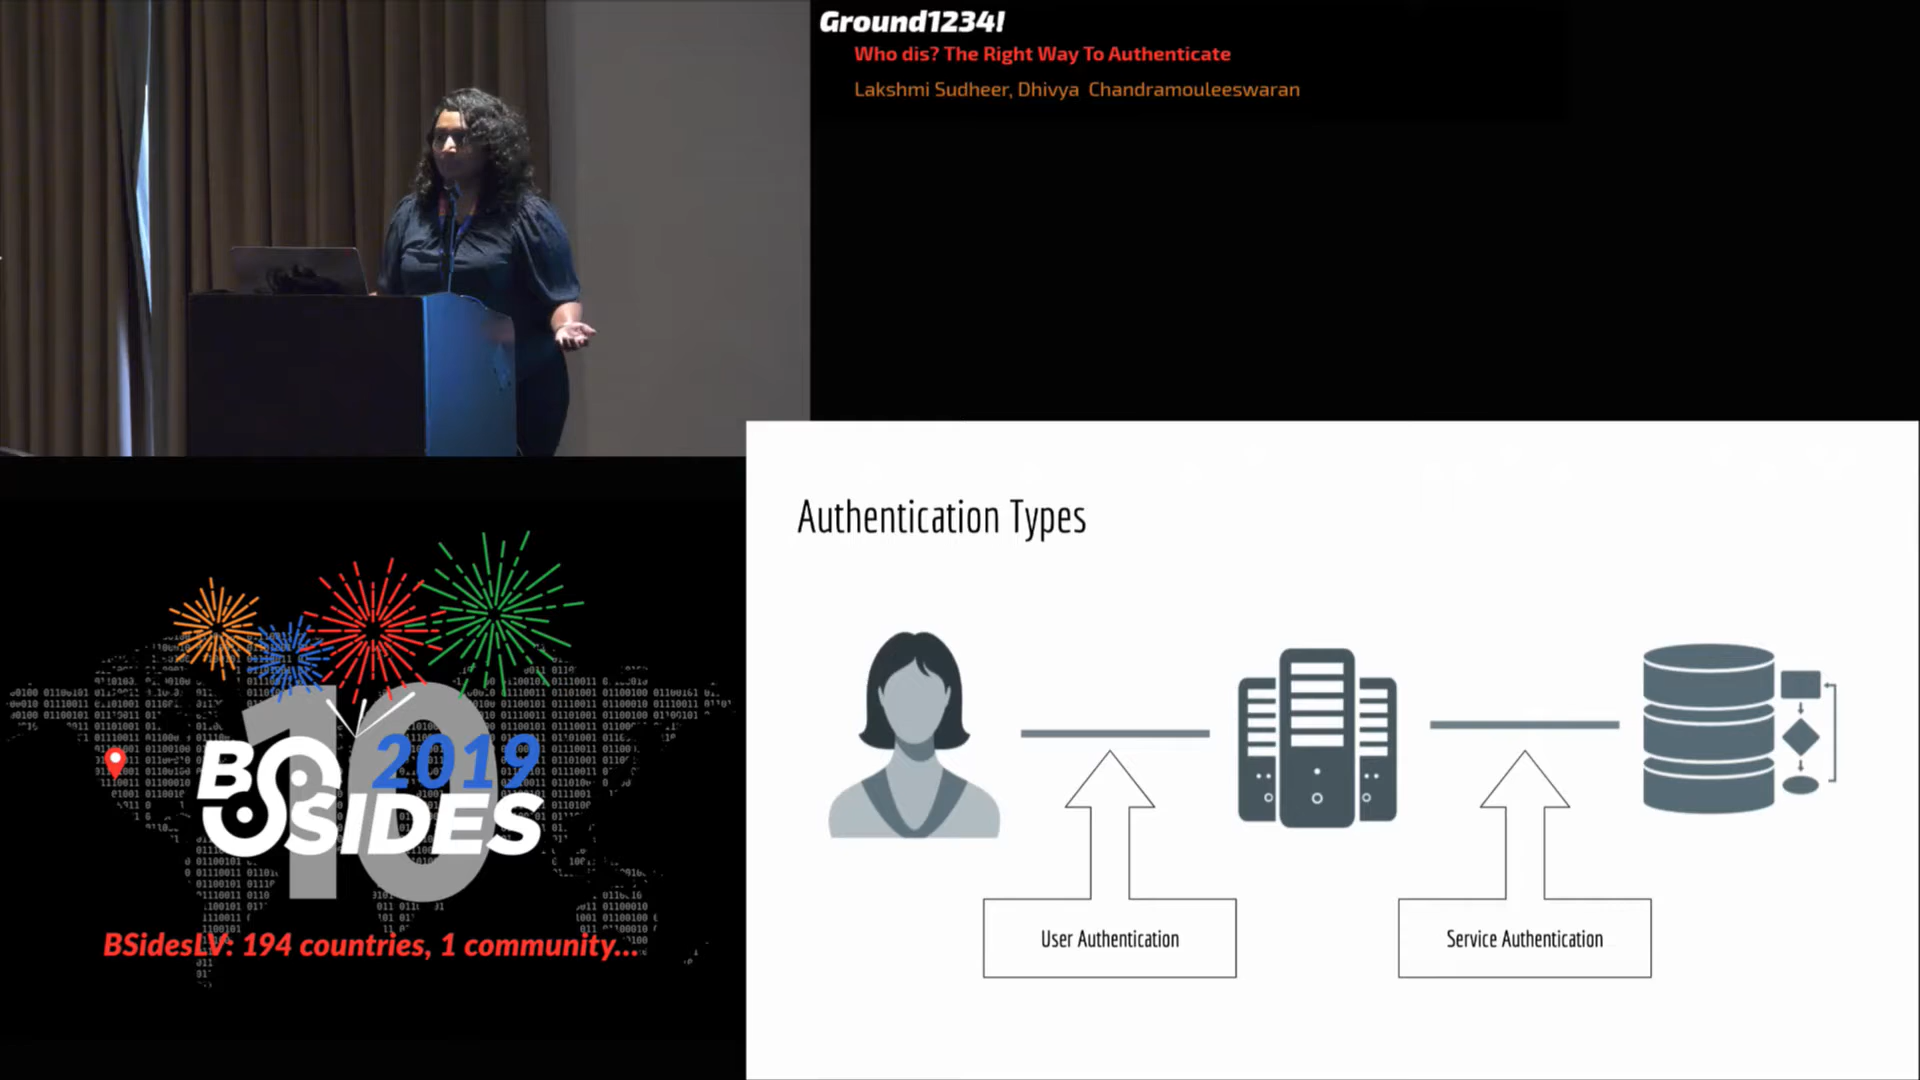 Ground1234!
Who dis? The Right Way To Authenticate
Lakshmi Sudheer, Dhivya Chandramouleeswaran
Authentication Types
User Authentication
Service Authentication
10
2019
BSIDES
BSidesLV: 194 countries, 1 community...